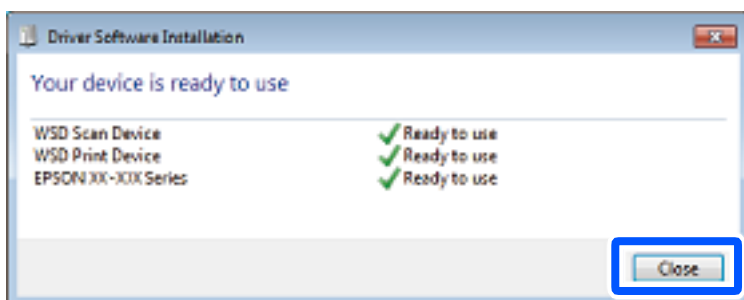 Driver Software Installation
Your device is ready to use
WSD Scan Device Ready to use
WSD Print Device Ready to use
EPSON XX-XXX Series Ready to use
Close